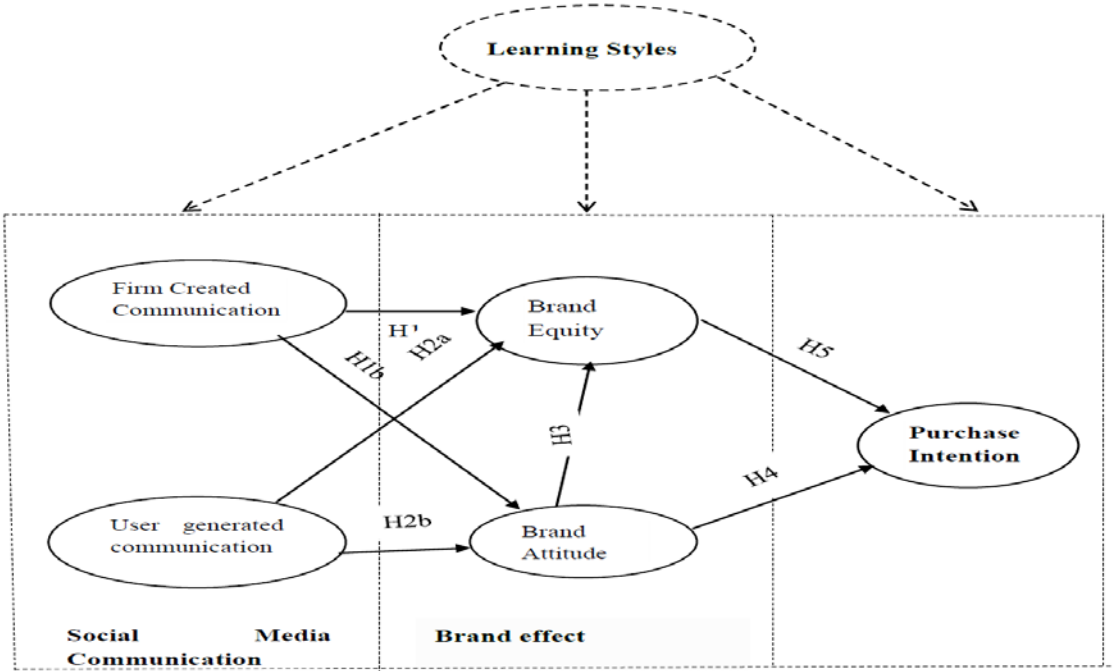 Learning Styles
Firm Created
Communication
Brand
Equity
H'
H2a
H1b
H5
H3
Purchase
Intention
H4
User generated
communication
H2b
Brand
Attitude
Social Media
Communication
Brand effect